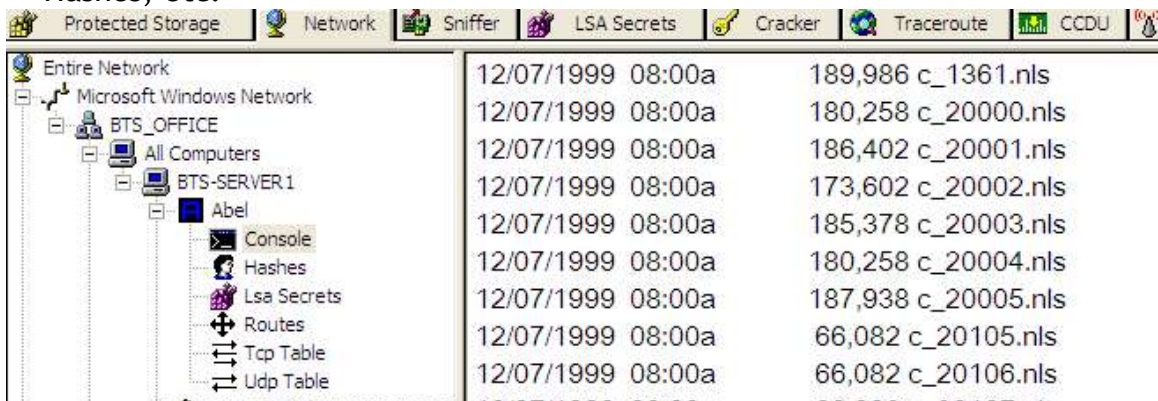 Hashes, etc.
Protected Storage Network Sniffer LSA Secrets Cracker Traceroute CCDU
Entire Network
Microsoft Windows Network
BTS_OFFICE
All Computers
BTS-SERVER1
Abel
Console
Hashes
Lsa Secrets
Routes
Tcp Table
Udp Table
12/07/1999 08:00a 189,986 c_1361.nls
12/07/1999 08:00a 180,258 c_20000.nls
12/07/1999 08:00a 186,402 c_20001.nls
12/07/1999 08:00a 173,602 c_20002.nls
12/07/1999 08:00a 185,378 c_20003.nls
12/07/1999 08:00a 180,258 c_20004.nls
12/07/1999 08:00a 187,938 c_20005.nls
12/07/1999 08:00a 66,082 c_20105.nls
12/07/1999 08:00a 66,082 c_20106.nls